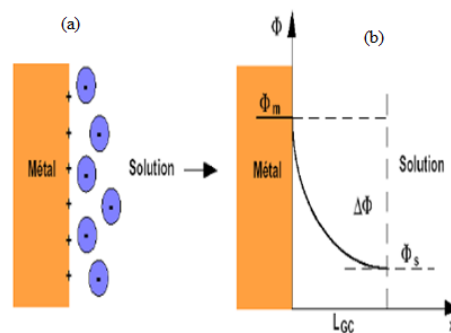 (a)
Métal
+
+
+
+
+
+
-
-
-
-
-
-
Solution
(b)
Φ
Φm
Métal
Solution
ΔΦ
Φs
LGC